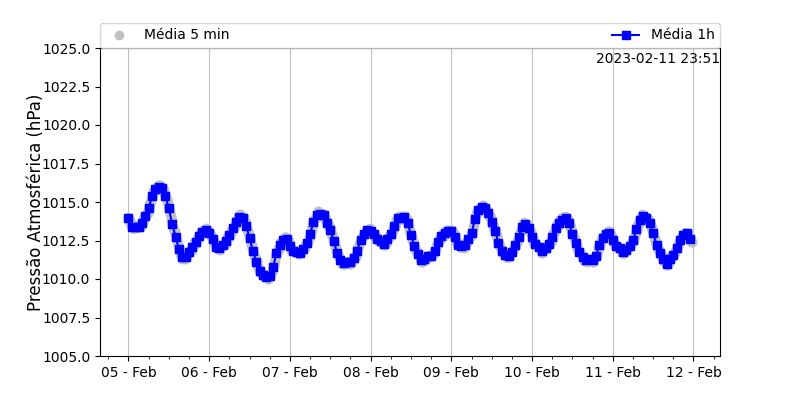 Média 5 min
Média 1h
2023-02-11 23:51
Pressão Atmosférica (hPa)
1025.0
1022.5
1020.0
1017.5
1015.0
1012.5
1010.0
1007.5
1005.0
05 - Feb
06 - Feb
07 - Feb
08 - Feb
09 - Feb
10 - Feb
11 - Feb
12 - Feb